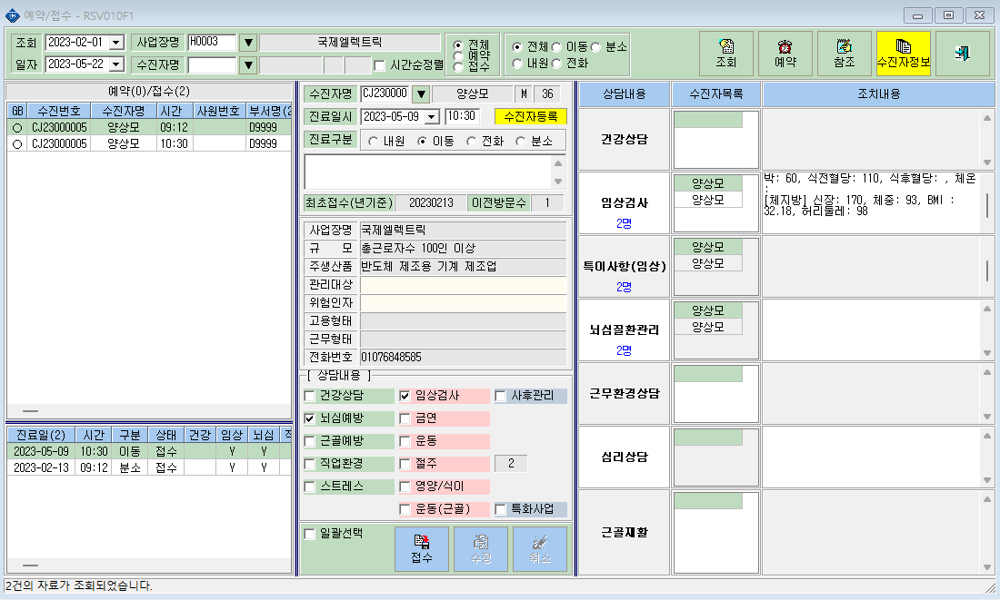 예약/접수 - RSV010F1
조회 2023-02-01 사업장명 H0003 국제엘렉트릭
일자 2023-05-22 수진자명 시간순정렬
전체
예약
접수
전체 이동 분소
내원 전화
조회 예약 참조 수진자정보
예약(0)/접수(2)
GB 수진번호 수진자명 시간 사원번호 부서명(2
CJ23000005 양상모 09:12 D9999
CJ23000005 양상모 10:30 D9999
진료일(2) 시간 구분 상태 건강 임상 뇌심
2023-05-09 10:30 이동 접수 Y Y
2023-02-13 09:12 분소 접수 Y Y
수진자명 CJ230000 양상모 M 36
진료일시 2023-05-09 10:30 수진자등록
진료구분 내원 이동 전화 분소
최초접수(년기준) 20230213 이전방문수 1
사업장명 국제엘렉트릭
규 모 총근로자수 100인 이상
주생산품 반도체 제조용 기계 제조업
관리대상
위험인자
고용형태
근무형태
전화번호 01076848585
[ 상담내용 ]
건강상담 임상검사 사후관리
뇌심예방 금연
근골예방 운동
직업환경 절주 2
스트레스 영양/식이
운동(근골) 특화사업
일괄선택 접수 수정 취소
상담내용 수진자목록 조치내용
건강상담
임상검사
2명
양상모
양상모
박: 60, 식전혈당: 110, 식후혈당: , 체온
:
[체지방] 신장: 170, 체중: 93, BMI :
32.18, 허리둘레: 98
특이사항(임상)
2명
양상모
양상모
뇌심질환관리
2명
양상모
양상모
근무환경상담
심리상담
근골재활
2건의 자료가 조회되었습니다.